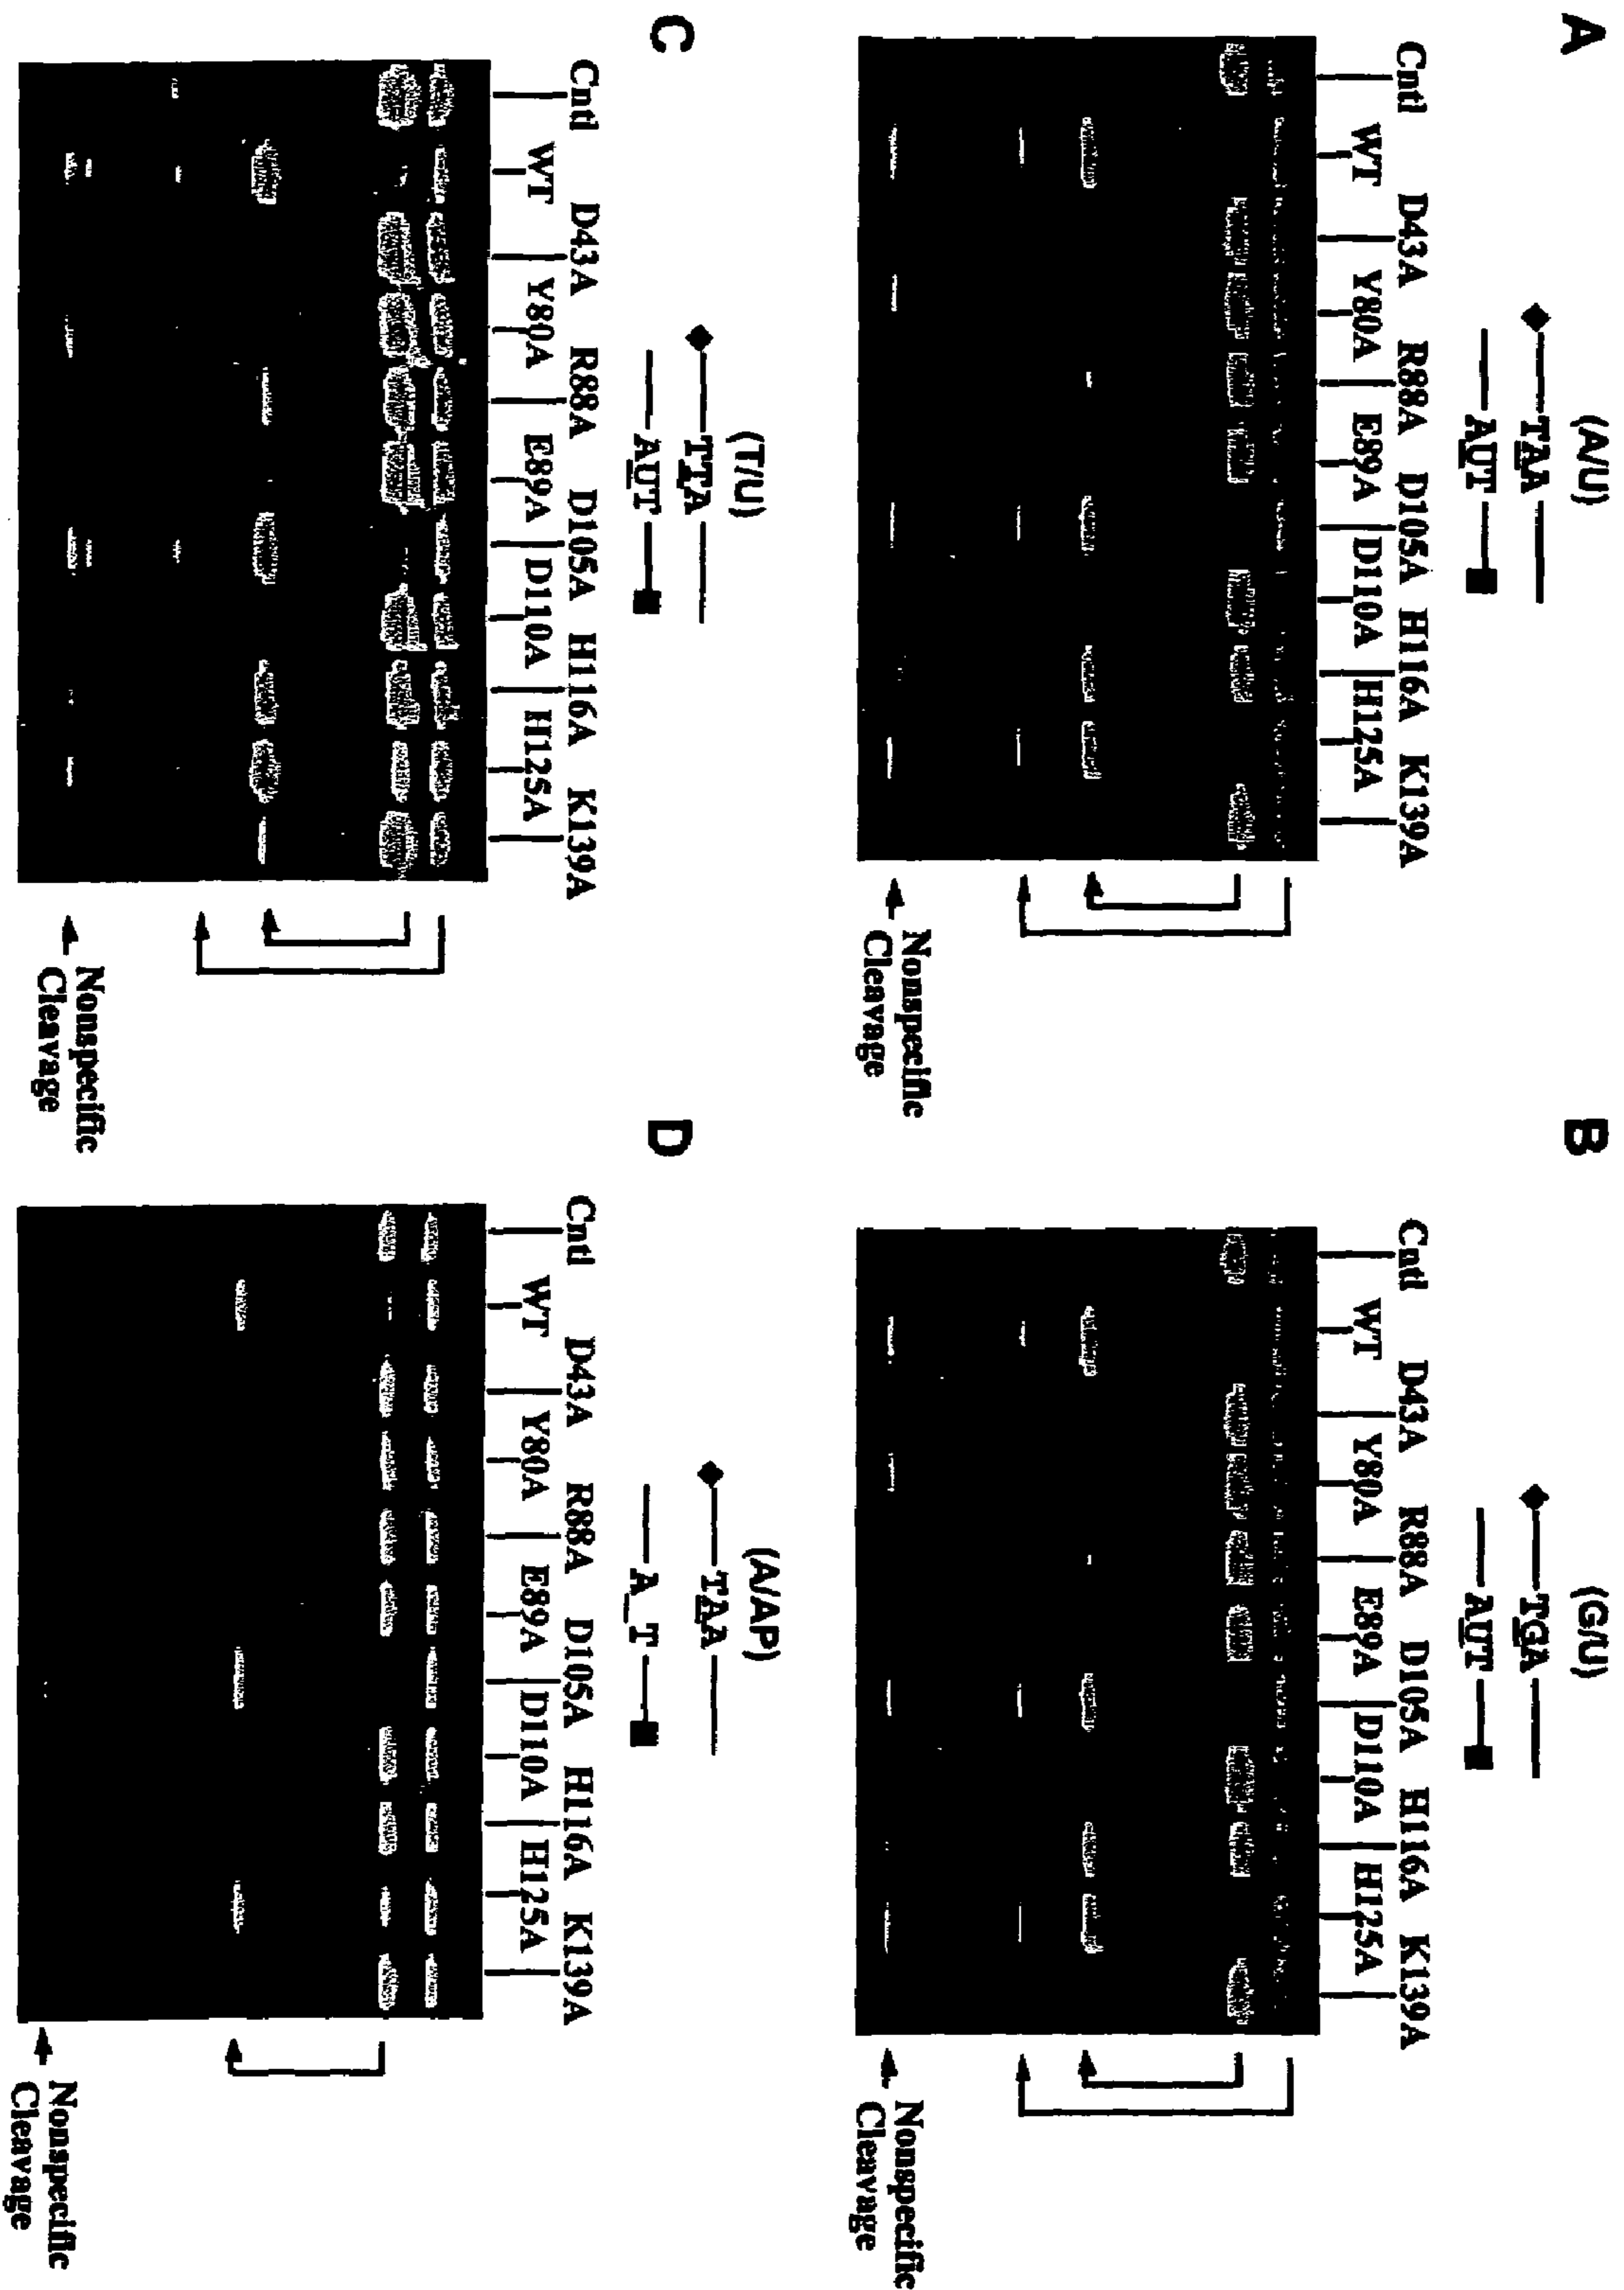 A
(A/U)
TAA
AUT
Cntl D43A R88A D105A H116A K139A
WT Y80A E89A D110A H125A
Nonspecific
Cleavage
B
(G/U)
TGA
AUT
Cntl D43A R88A D105A H116A K139A
WT Y80A E89A D110A H125A
Nonspecific
Cleavage
C
(T/U)
TTA
AUT
Cntl D43A R88A D105A H116A K139A
WT Y80A E89A D110A H125A
Nonspecific
Cleavage
D
(A/AP)
TAA
A_T
Cntl D43A R88A D105A H116A K139A
WT Y80A E89A D110A H125A
Nonspecific
Cleavage